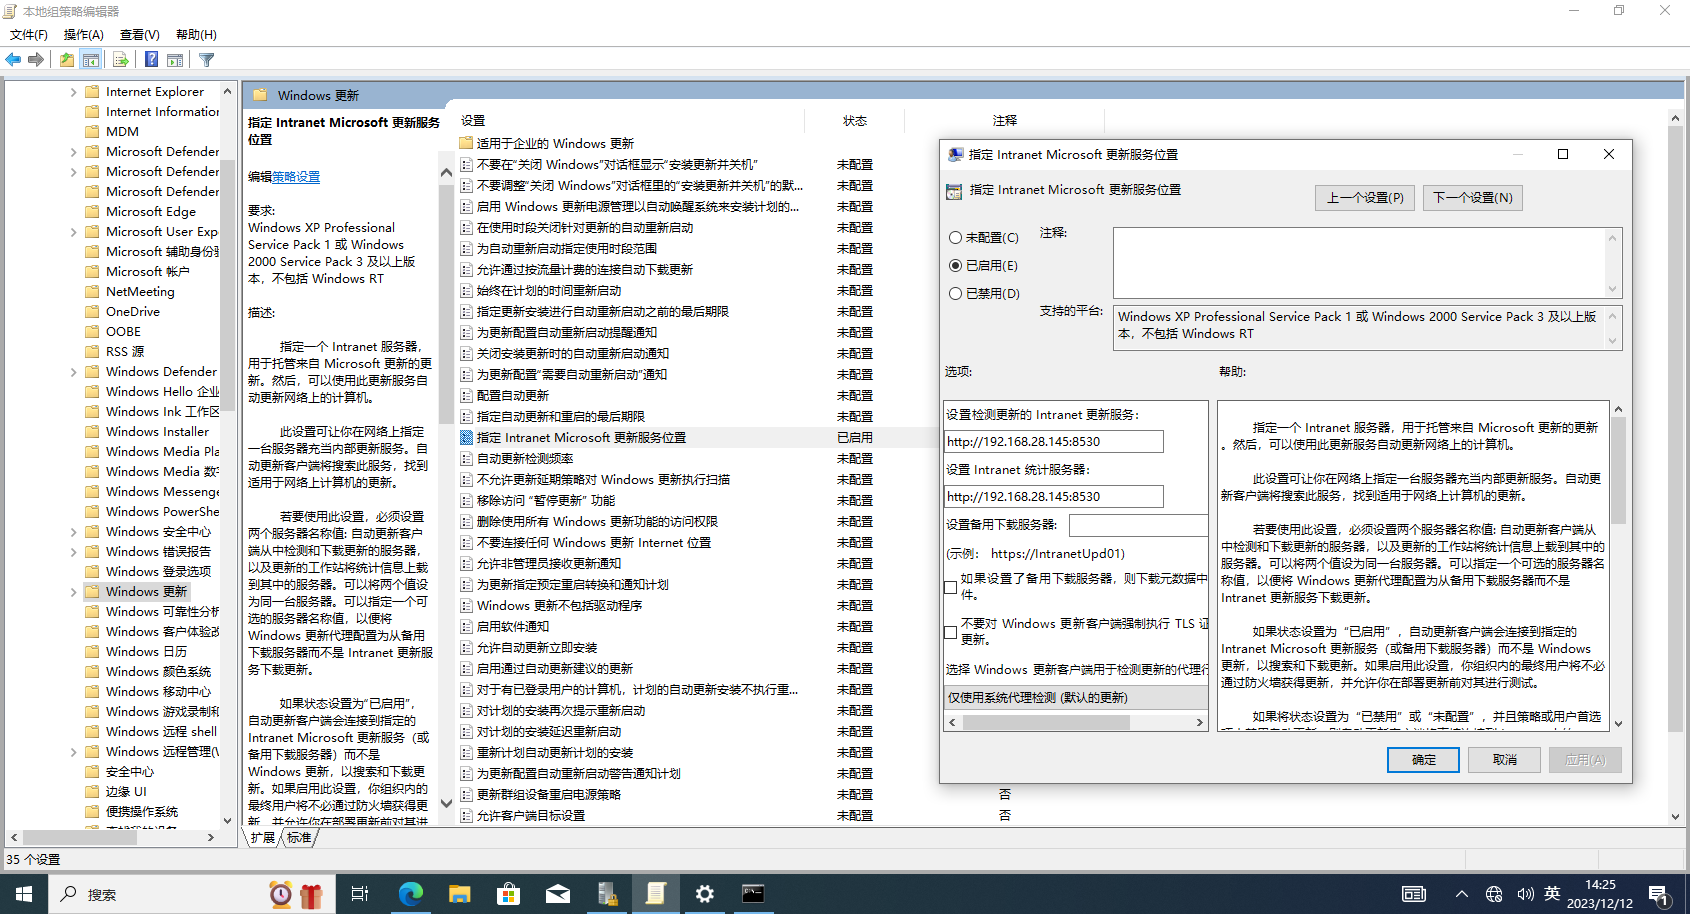 本地组策略编辑器
文件(F) 操作(A) 查看(V) 帮助(H)
Internet Explorer
Internet Information
MDM
Microsoft Defender
Microsoft Defender
Microsoft Defender
Microsoft Edge
Microsoft User Exp
Microsoft 辅助身份验
Microsoft 帐户
NetMeeting
OneDrive
OOBE
RSS 源
Windows Defender
Windows Hello 企业
Windows Ink 工作区
Windows Installer
Windows Media Pla
Windows Media 数字
Windows Messenge
Windows PowerShe
Windows 安全中心
Windows 错误报告
Windows 登录选项
Windows 更新
Windows 可靠性分析
Windows 客户体验改
Windows 日历
Windows 颜色系统
Windows 移动中心
Windows 游戏录制和
Windows 远程 shell
Windows 远程管理(W
安全中心
边缘 UI
便携操作系统
Windows 更新
指定 Intranet Microsoft 更新服务
位置
编辑策略设置
要求:
Windows XP Professional
Service Pack 1 或 Windows
2000 Service Pack 3 及以上版
本，不包括 Windows RT
描述:
指定一个 Intranet 服务器，
用于托管来自 Microsoft 更新的更
新。然后，可以使用此更新服务自
动更新网络上的计算机。
此设置可让你在网络上指定
一台服务器充当内部更新服务。自
动更新客户端将搜索此服务，找到
适用于网络上计算机的更新。
若要使用此设置，必须设置
两个服务器名称值: 自动更新客户
端从中检测和下载更新的服务器，
以及更新的工作站将统计信息上载
到其中的服务器。可以将两个值设
为同一台服务器。可以指定一个可
选的服务器名称值，以便将
Windows 更新代理配置为从备用
下载服务器而不是 Intranet 更新服
务下载更新。
如果状态设置为“已启用”，
自动更新客户端会连接到指定的
Intranet Microsoft 更新服务（或
备用下载服务器）而不是
Windows 更新，以搜索和下载更
新。如果启用此设置，你组织内的
最终用户将不必通过防火墙获得更
新，并允许你在部署更新前对其进
设置 状态 注释
适用于企业的 Windows 更新
不要在“关闭 Windows”对话框显示“安装更新并关机” 未配置
不要调整“关闭 Windows”对话框里的“安装更新并关机”的默... 未配置
启用 Windows 更新电源管理以自动唤醒系统来安装计划的... 未配置
在使用时段关闭针对更新的自动重新启动 未配置
为自动重新启动指定使用时段范围 未配置
允许通过按流量计费的连接自动下载更新 未配置
始终在计划的时间重新启动 未配置
指定更新安装进行自动重新启动之前的最后期限 未配置
为更新配置自动重新启动提醒通知 未配置
关闭安装更新时的自动重新启动通知 未配置
为更新配置“需要自动重新启动”通知 未配置
配置自动更新 未配置
指定自动更新和重启的最后期限 未配置
指定 Intranet Microsoft 更新服务位置 已启用
自动更新检测频率 未配置
不允许更新延期策略对 Windows 更新执行扫描 未配置
移除访问 “暂停更新” 功能 未配置
删除使用所有 Windows 更新功能的访问权限 未配置
不要连接任何 Windows 更新 Internet 位置 未配置
允许非管理员接收更新通知 未配置
为更新指定预定重启转换和通知计划 未配置
Windows 更新不包括驱动程序 未配置
启用软件通知 未配置
允许自动更新立即安装 未配置
启用通过自动更新建议的更新 未配置
对于有已登录用户的计算机，计划的自动更新安装不执行重... 未配置
对计划的安装再次提示重新启动 未配置
对计划的安装延迟重新启动 未配置
重新计划自动更新计划的安装 未配置
为更新配置自动重新启动警告通知计划 未配置
更新群组设备重启电源策略 未配置 否
允许客户端目标设置 未配置 否
扩展 标准
35 个设置
指定 Intranet Microsoft 更新服务位置
指定 Intranet Microsoft 更新服务位置
上一个设置(P) 下一个设置(N)
未配置(C) 注释:
已启用(E)
已禁用(D)
支持的平台:
Windows XP Professional Service Pack 1 或 Windows 2000 Service Pack 3 及以上版
本，不包括 Windows RT
选项: 帮助:
设置检测更新的 Intranet 更新服务:
http://192.168.28.145:8530
设置 Intranet 统计服务器:
http://192.168.28.145:8530
设置备用下载服务器:
(示例: https://IntranetUpd01)
如果设置了备用下载服务器，则下载元数据中
件。
不要对 Windows 更新客户端强制执行 TLS 证
更新。
选择 Windows 更新客户端用于检测更新的代理行
仅使用系统代理检测 (默认的更新)
指定一个 Intranet 服务器，用于托管来自 Microsoft 更新的更新
。然后，可以使用此更新服务自动更新网络上的计算机。
此设置可让你在网络上指定一台服务器充当内部更新服务。自动更
新客户端将搜索此服务，找到适用于网络上计算机的更新。
若要使用此设置，必须设置两个服务器名称值: 自动更新客户端从
中检测和下载更新的服务器，以及更新的工作站将统计信息上载到其中的
服务器。可以将两个值设为同一台服务器。可以指定一个可选的服务器名
称值，以便将 Windows 更新代理配置为从备用下载服务器而不是
Intranet 更新服务下载更新。
如果状态设置为“已启用”，自动更新客户端会连接到指定的
Intranet Microsoft 更新服务（或备用下载服务器）而不是 Windows
更新，以搜索和下载更新。如果启用此设置，你组织内的最终用户将不必
通过防火墙获得更新，并允许你在部署更新前对其进行测试。
如果将状态设置为“已禁用”或“未配置”，并且策略或用户首选
确定 取消 应用(A)
搜索
英
14:25
2023/12/12
1